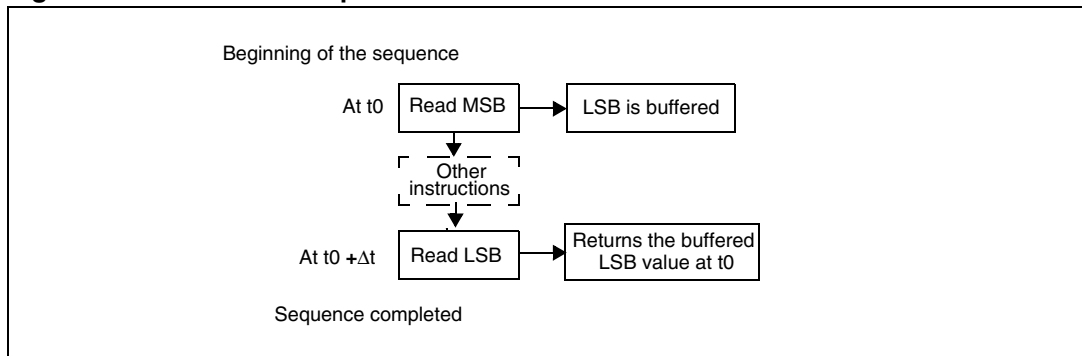 Beginning of the sequence
At t0
Read MSB
LSB is buffered
Other
instructions
At t0 +Δt
Read LSB
Returns the buffered
LSB value at t0
Sequence completed